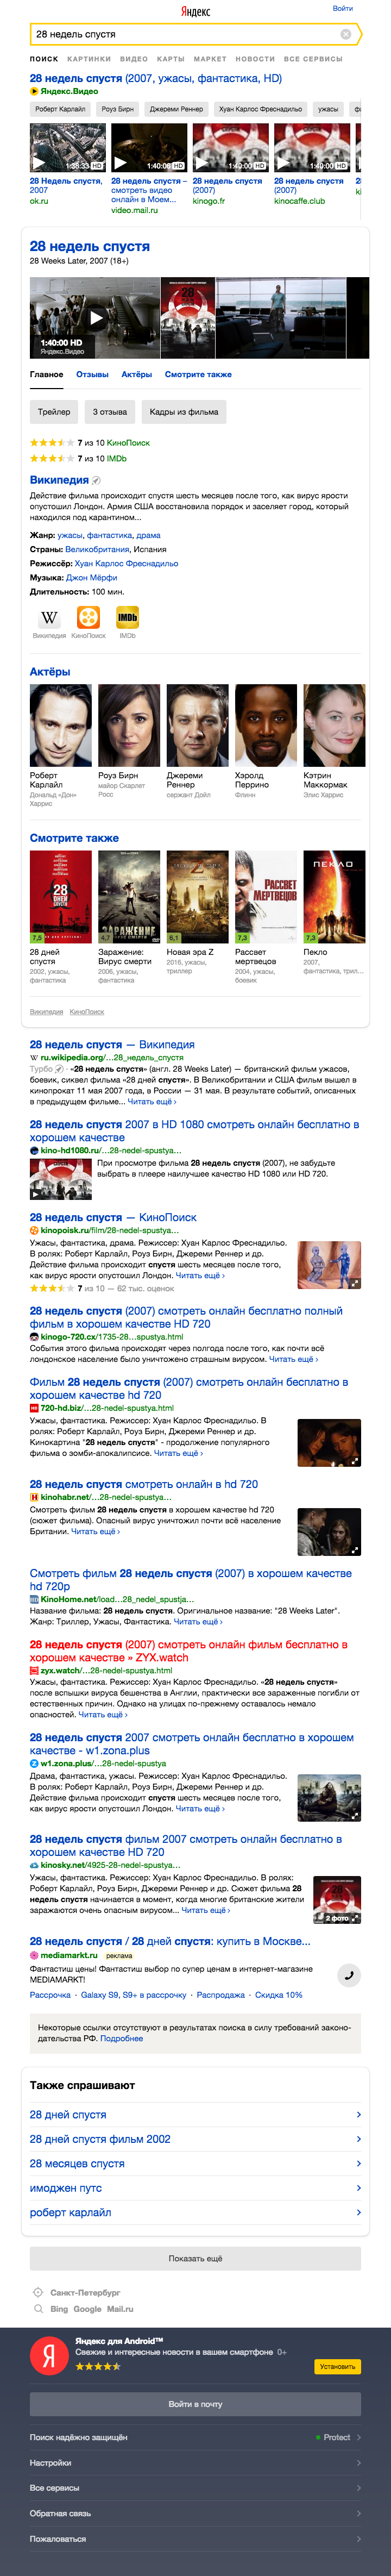 Яндекс
Войти
28 недель спустя
ПОИСК КАРТИНКИ ВИДЕО КАРТЫ МАРКЕТ НОВОСТИ ВСЕ СЕРВИСЫ
28 недель спустя (2007, ужасы, фантастика, HD)
Яндекс.Видео
Роберт Карлайл Роуз Бирн Джереми Реннер Хуан Карлос Фреснадильо ужасы
1:38:33 HD 1:40:08 HD 1:40:00 HD 1:40:00 HD
28 Недель спустя, 2007
ok.ru
28 недель спустя – смотреть видео онлайн в Моем...
video.mail.ru
28 недель спустя (2007)
kinogo.fr
28 недель спустя (2007)
kinocaffe.club
28 недель спустя
28 Weeks Later, 2007 (18+)
1:40:00 HD
Яндекс.Видео
Главное Отзывы Актёры Смотрите также
Трейлер 3 отзыва Кадры из фильма
7 из 10 КиноПоиск
7 из 10 IMDb
Википедия
Действие фильма происходит спустя шесть месяцев после того, как вирус ярости
опустошил Лондон. Армия США восстановила порядок и заселяет город, который
находился под карантином...
Жанр: ужасы, фантастика, драма
Страны: Великобритания, Испания
Режиссёр: Хуан Карлос Фреснадильо
Музыка: Джон Мёрфи
Длительность: 100 мин.
W IMDb
Википедия КиноПоиск IMDb
Актёры
Роберт Карлайл
Дональд «Дон» Харрис
Роуз Бирн
майор Скарлет Росс
Джереми Реннер
сержант Дойл
Хэролд Перрино
Флинн
Кэтрин Маккормак
Элис Харрис
Смотрите также
28 ДНЕЙ СПУСТЯ
ЗАРАЖЕНИЕ
Z
РАССВЕТ МЕРТВЕЦОВ
ПЕКЛО
7,5 4,7 6,1 7,3 7,3
28 дней спустя
2002, ужасы, фантастика
Заражение: Вирус смерти
2006, ужасы, фантастика
Новая эра Z
2016, ужасы, триллер
Рассвет мертвецов
2004, ужасы, боевик
Пекло
2007, фантастика, трил...
Википедия КиноПоиск
28 недель спустя — Википедия
ru.wikipedia.org/...28_недель_спустя
Турбо · «28 недель спустя» (англ. 28 Weeks Later) — британский фильм ужасов,
боевик, сиквел фильма «28 дней спустя». В Великобритании и США фильм вышел в
кинопрокат 11 мая 2007 года, в России — 31 мая. В результате событий, описанных
в предыдущем фильме... Читать ещё ›
28 недель спустя 2007 в HD 1080 смотреть онлайн бесплатно в
хорошем качестве
kino-hd1080.ru/...28-nedel-spustya...
При просмотре фильма 28 недель спустя (2007), не забудьте
выбрать в плеере наилучшее качество HD 1080 или HD 720.
28 недель спустя — КиноПоиск
kinopoisk.ru/film/28-nedel-spustya...
Ужасы, фантастика, драма. Режиссер: Хуан Карлос Фреснадильо.
В ролях: Роберт Карлайл, Роуз Бирн, Джереми Реннер и др.
Действие фильма происходит спустя шесть месяцев после того,
как вирус ярости опустошил Лондон. Читать ещё ›
7 из 10 — 62 тыс. оценок
28 недель спустя (2007) смотреть онлайн бесплатно полный
фильм в хорошем качестве HD 720
kinogo-720.cx/1735-28...spustya.html
События этого фильма происходят через полгода после того, как почти всё
лондонское население было уничтожено страшным вирусом. Читать ещё ›
Фильм 28 недель спустя (2007) смотреть онлайн бесплатно в
хорошем качестве hd 720
720-hd.biz/...28-nedel-spustya.html
Ужасы, фантастика. Режиссер: Хуан Карлос Фреснадильо. В
ролях: Роберт Карлайл, Роуз Бирн, Джереми Реннер и др.
Кинокартина "28 недель спустя" - продолжение популярного
фильма о зомби-апокалипсисе. Читать ещё ›
28 недель спустя смотреть онлайн в hd 720
kinohabr.net/...28-nedel-spustya...
Смотреть фильм 28 недель спустя в хорошем качестве hd 720
(сюжет фильма). Опасный вирус уничтожил почти всё население
Британии. Читать ещё ›
Смотреть фильм 28 недель спустя (2007) в хорошем качестве
hd 720p
KinoHome.net/load...28_nedel_spustja...
Название фильма: 28 недель спустя. Оригинальное название: "28 Weeks Later".
Жанр: Триллер, Ужасы, Фантастика. Читать ещё ›
28 недель спустя (2007) смотреть онлайн фильм бесплатно в
хорошем качестве » ZYX.watch
zyx.watch/...28-nedel-spustya.html
Ужасы, фантастика. Режиссер: Хуан Карлос Фреснадильо. «28 недель спустя»
после вспышки вируса бешенства в Англии, практически все зараженные погибли от
естественных причин. Однако на улицах по-прежнему оставалось немало
опасностей. Читать ещё ›
28 недель спустя 2007 смотреть онлайн бесплатно в хорошем
качестве - w1.zona.plus
w1.zona.plus/...28-nedel-spustya
Драма, фантастика, ужасы. Режиссер: Хуан Карлос Фреснадильо.
В ролях: Роберт Карлайл, Роуз Бирн, Джереми Реннер и др.
Действие фильма происходит спустя шесть месяцев после того,
как вирус ярости опустошил Лондон. Читать ещё ›
28 недель спустя фильм 2007 смотреть онлайн бесплатно в
хорошем качестве HD 720
kinosky.net/4925-28-nedel-spustya...
Ужасы, фантастика. Режиссер: Хуан Карлос Фреснадильо. В ролях:
Роберт Карлайл, Роуз Бирн, Джереми Реннер и др. Сюжет фильма 28
недель спустя начинается в момент, когда многие британские жители
заражаются очень опасным вирусом... Читать ещё ›
2 фото
28 недель спустя / 28 дней спустя: купить в Москве...
mediamarkt.ru реклама
Фантастиш цены! Фантастиш выбор по супер ценам в интернет-магазине
MEDIAMARKT!
Рассрочка · Galaxy S9, S9+ в рассрочку · Распродажа · Скидка 10%
Некоторые ссылки отсутствуют в результатах поиска в силу требований законо-
дательства РФ. Подробнее
Также спрашивают
28 дней спустя
28 дней спустя фильм 2002
28 месяцев спустя
имоджен путс
роберт карлайл
Показать ещё
Санкт-Петербург
Bing Google Mail.ru
Яндекс для Android™
Свежие и интересные новости в вашем смартфоне 0+
Установить
Войти в почту
Поиск надёжно защищён Protect
Настройки
Все сервисы
Обратная связь
Пожаловаться